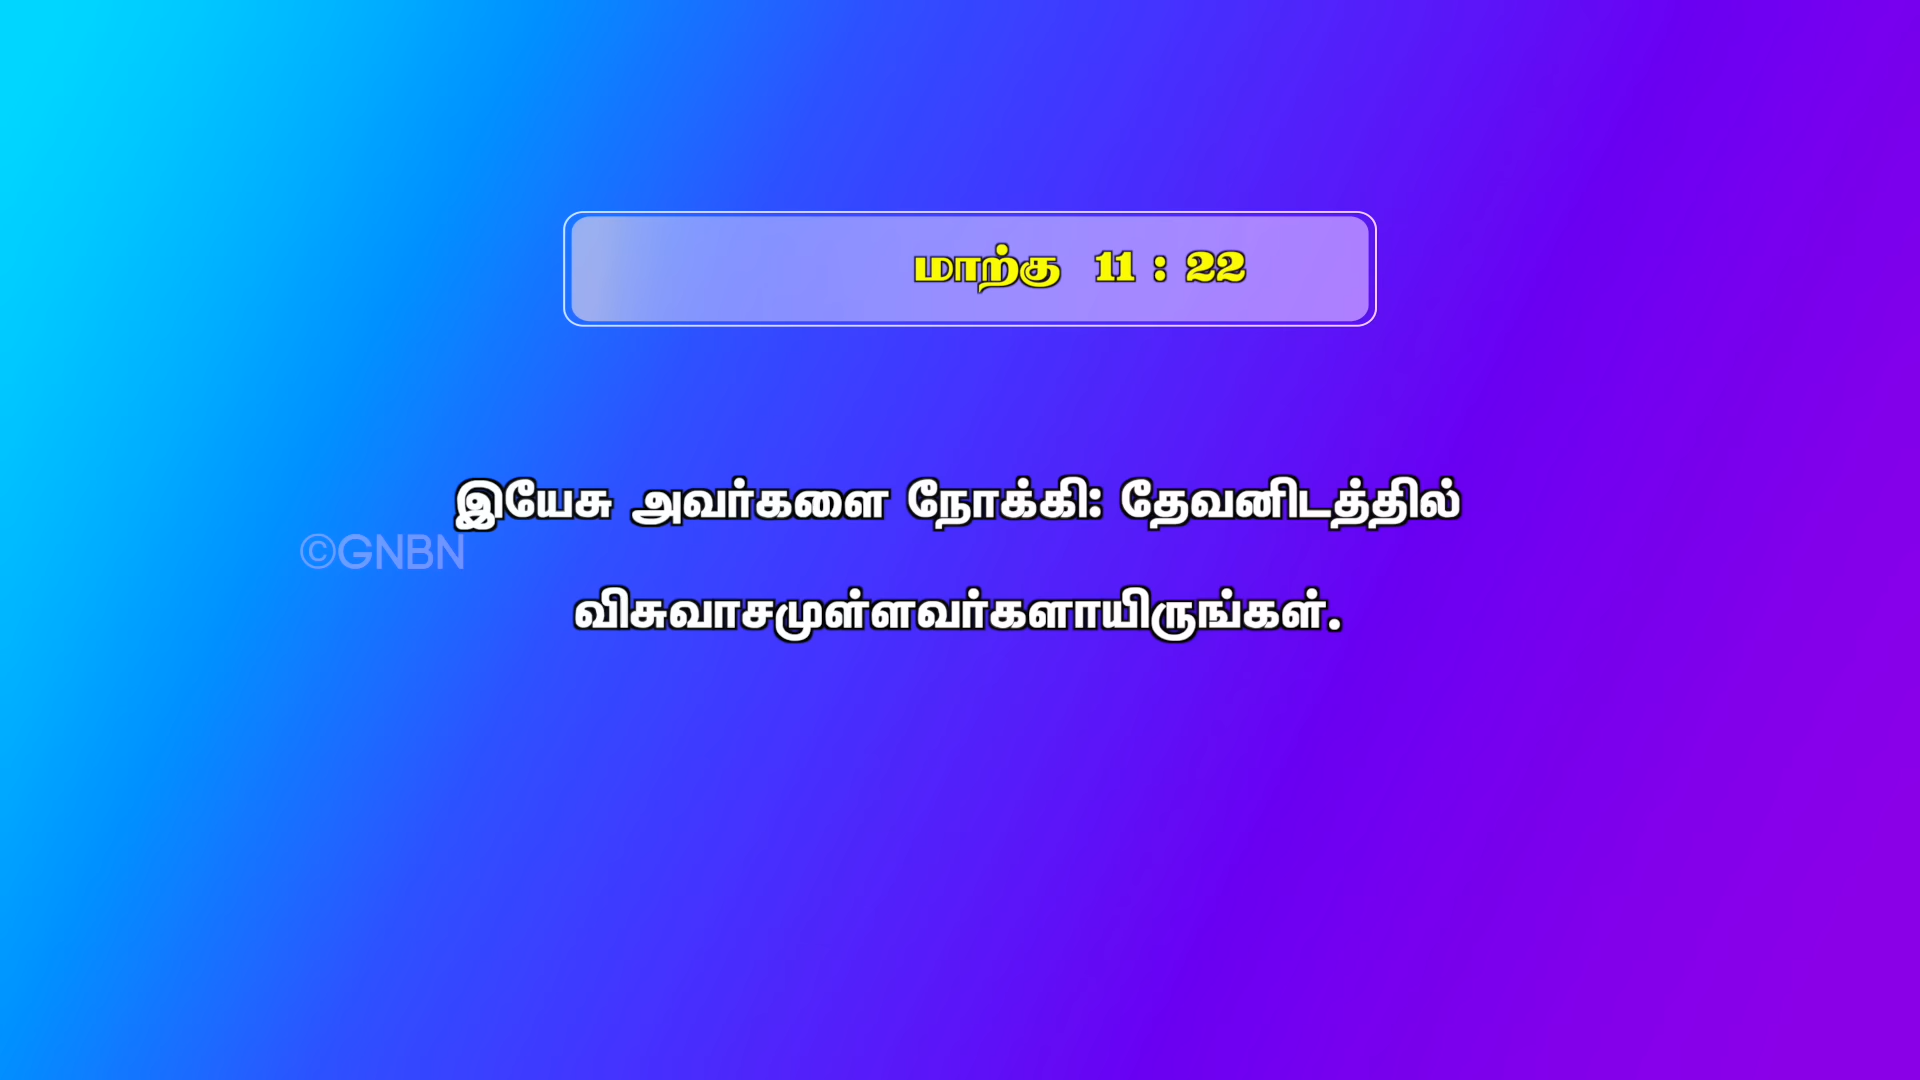 மாற்கு 11 : 22
இயேசு அவர்களை நோக்கி: தேவனிடத்தில்
©GNBN
விசுவாசமுள்ளவர்களாயிருங்கள்.